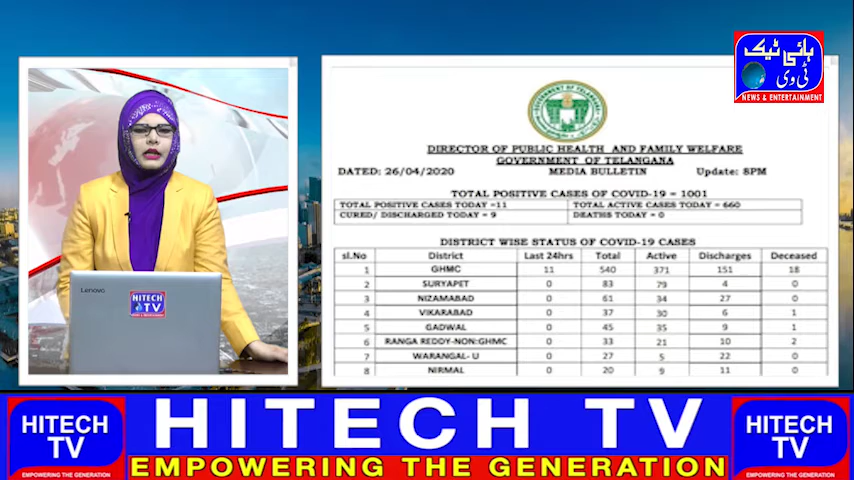 ہائی ٹیک
ٹی وی
NEWS & ENTERTAINMENT
GOVERNMENT OF TELANGANA
DIRECTOR OF PUBLIC HEALTH AND FAMILY WELFARE
GOVERNMENT OF TELANGANA
DATED: 26/04/2020 MEDIA BULLETIN Update: 8PM
TOTAL POSITIVE CASES OF COVID-19 = 1001
TOTAL POSITIVE CASES TODAY =11 TOTAL ACTIVE CASES TODAY = 660
CURED/ DISCHARGED TODAY = 9 DEATHS TODAY = 0
DISTRICT WISE STATUS OF COVID-19 CASES
sl.No District Last 24hrs Total Active Discharges Deceased
1 GHMC 11 540 371 151 18
2 SURYAPET 0 83 79 4 0
3 NIZAMABAD 0 61 34 27 0
4 VIKARABAD 0 37 30 6 1
5 GADWAL 0 45 35 9 1
6 RANGA REDDY-NON:GHMC 0 33 21 10 2
7 WARANGAL- U 0 27 5 22 0
8 NIRMAL 0 20 9 11 0
Lenovo
HITECH
TV
HITECH
TV
EMPOWERING THE GENERATION
HITECH TV
EMPOWERING THE GENERATION
HITECH
TV
EMPOWERING THE GENERATION